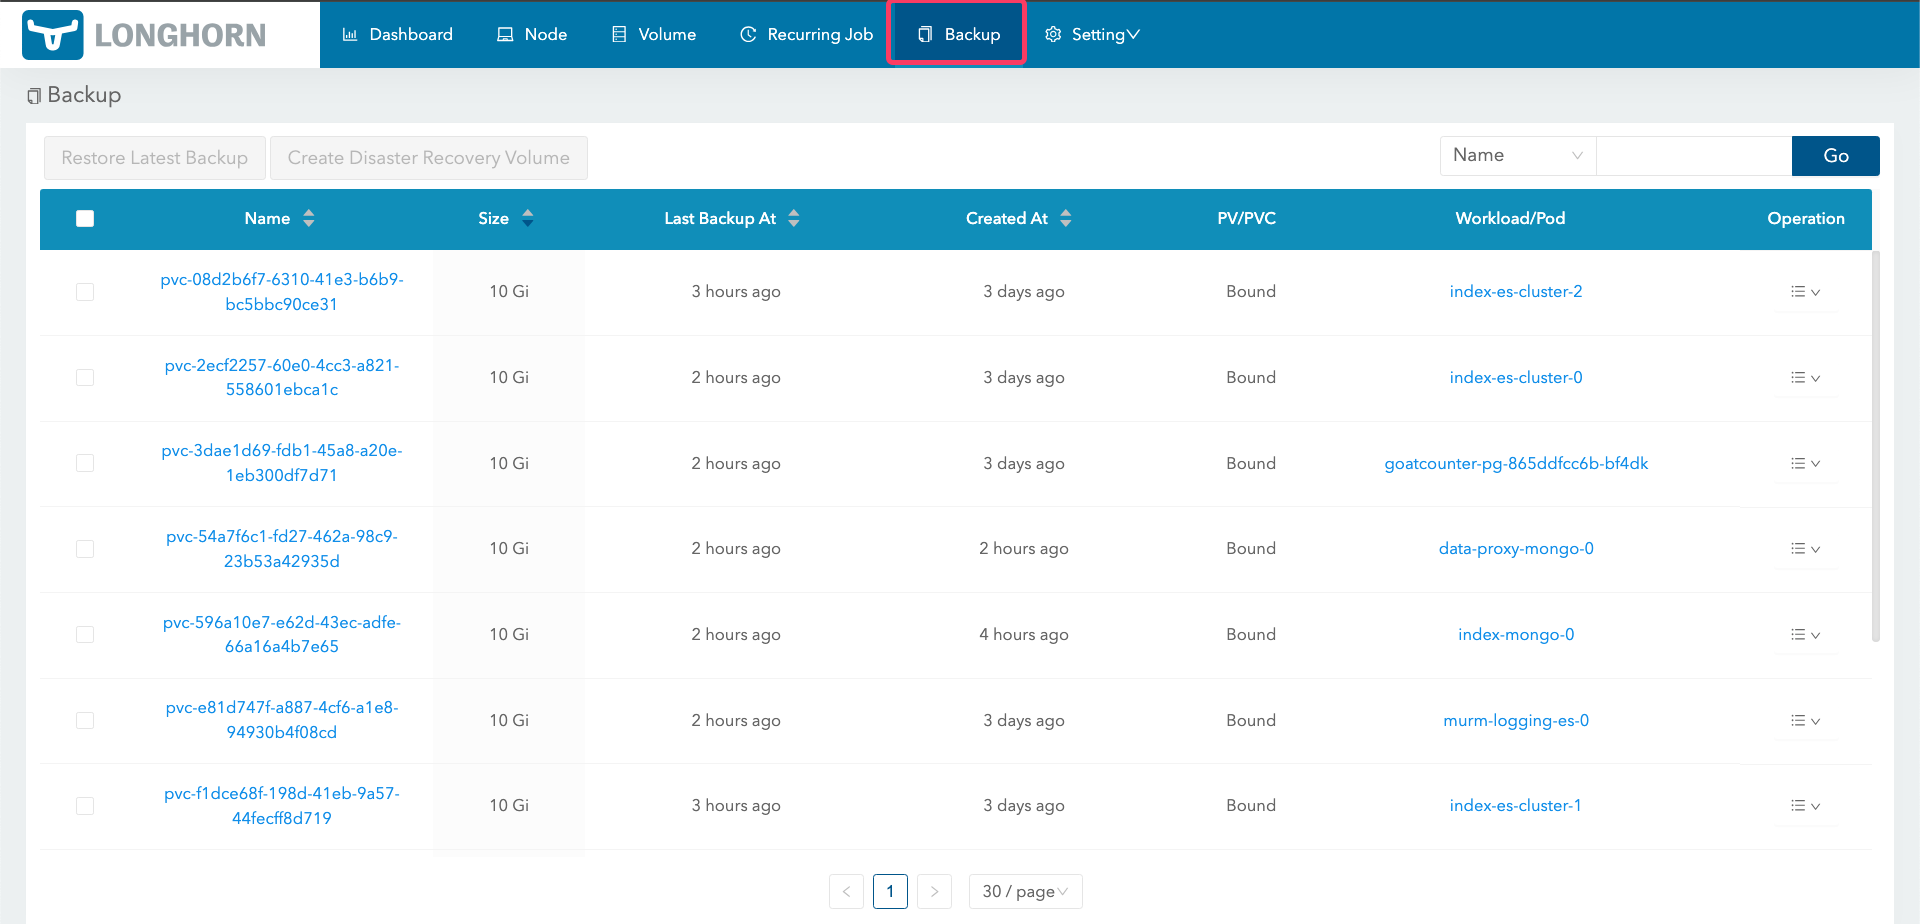 LONGHORN
Dashboard
Node
Volume
Recurring Job
Backup
Setting
Backup
Restore Latest Backup
Create Disaster Recovery Volume
Name
Go
Name Size Last Backup At Created At PV/PVC Workload/Pod Operation
pvc-08d2b6f7-6310-41e3-b6b9-
bc5bbc90ce31
10 Gi 3 hours ago 3 days ago Bound index-es-cluster-2
pvc-2ecf2257-60e0-4cc3-a821-
558601ebca1c
10 Gi 2 hours ago 3 days ago Bound index-es-cluster-0
pvc-3dae1d69-fdb1-45a8-a20e-
1eb300df7d71
10 Gi 2 hours ago 3 days ago Bound goatcounter-pg-865ddfcc6b-bf4dk
pvc-54a7f6c1-fd27-462a-98c9-
23b53a42935d
10 Gi 2 hours ago 2 hours ago Bound data-proxy-mongo-0
pvc-596a10e7-e62d-43ec-adfe-
66a16a4b7e65
10 Gi 2 hours ago 4 hours ago Bound index-mongo-0
pvc-e81d747f-a887-4cf6-a1e8-
94930b4f08cd
10 Gi 2 hours ago 3 days ago Bound murm-logging-es-0
pvc-f1dce68f-198d-41eb-9a57-
44fecff8d719
10 Gi 3 hours ago 3 days ago Bound index-es-cluster-1
1
30 / page